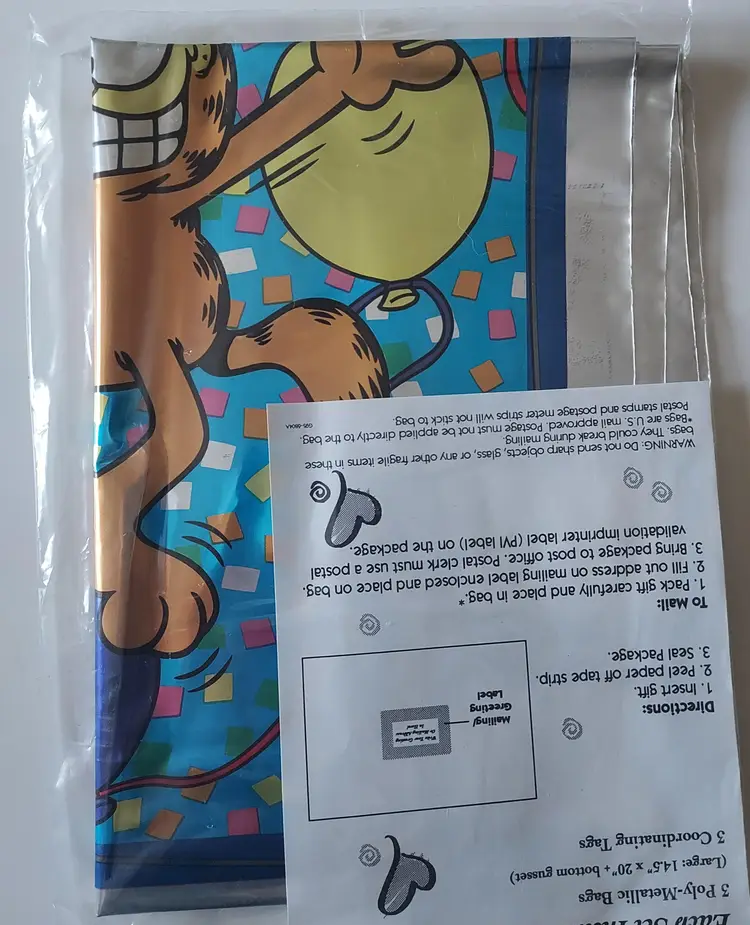 Each Set
3 Poly-Metallic Bags
(Large: 14.5" x 20" + bottom gusset)
3 Coordinating Tags
Mailing/
Greeting
Label
Directions:
1. Insert gift.
2. Peel paper off tape strip.
3. Seal Package.
To Mail:
1. Pack gift carefully and place in bag.*
2. Fill out address on mailing label enclosed and place on bag.
3. Bring package to post office. Postal clerk must use a postal
validation imprinter label (PVI label) on the package.
WARNING: Do not send sharp objects, glass, or any other fragile items in these
bags. They could break during mailing.
*Bags are U.S. mail approved. Postage must not be applied directly to the bag.
Postal stamps and postage meter strips will not stick to bag.